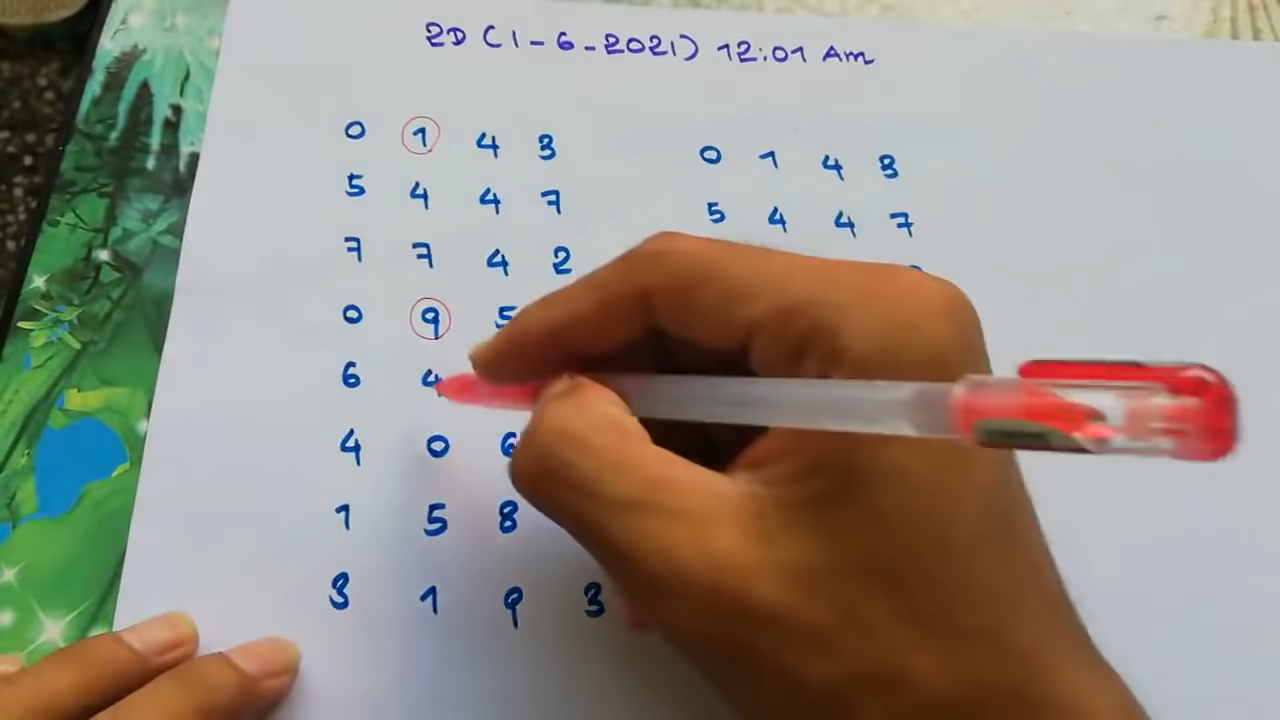 2D (1-6-2021) 12:01 Am
0 1 4 3
5 4 4 7
7 7 4 2
0 9 5
6 4
4 0 6
1 5 8
3 1 9 3
0 1 4 3
5 4 4 7